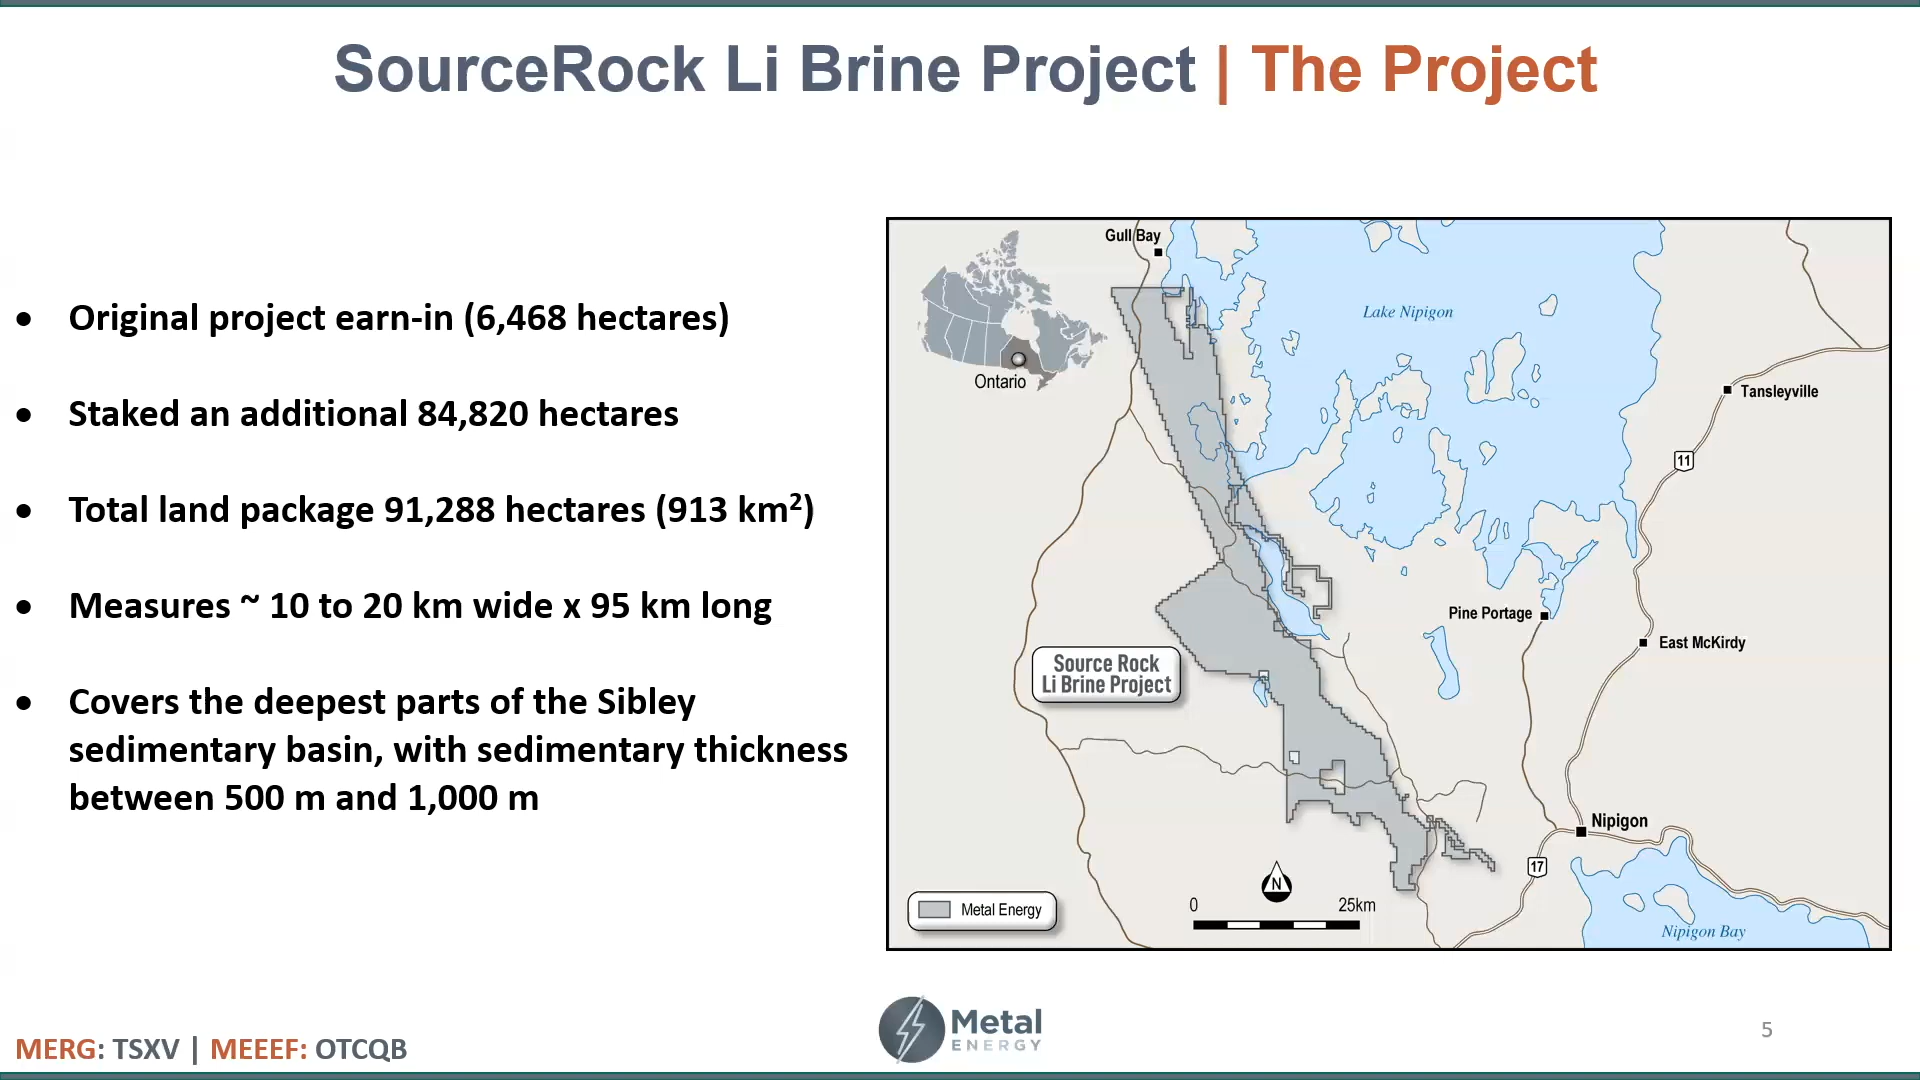 SourceRock Li Brine Project | The Project
• Original project earn-in (6,468 hectares)
• Staked an additional 84,820 hectares
• Total land package 91,288 hectares (913 km²)
• Measures ~ 10 to 20 km wide x 95 km long
• Covers the deepest parts of the Sibley
sedimentary basin, with sedimentary thickness
between 500 m and 1,000 m
Gull Bay
Lake Nipigon
Ontario
Tansleyville
11
Pine Portage
East McKirdy
Source Rock
Li Brine Project
Nipigon
17
N
0 25km
Metal Energy
Nipigon Bay
Metal
ENERGY
5
MERG: TSXV | MEEEF: OTCQB